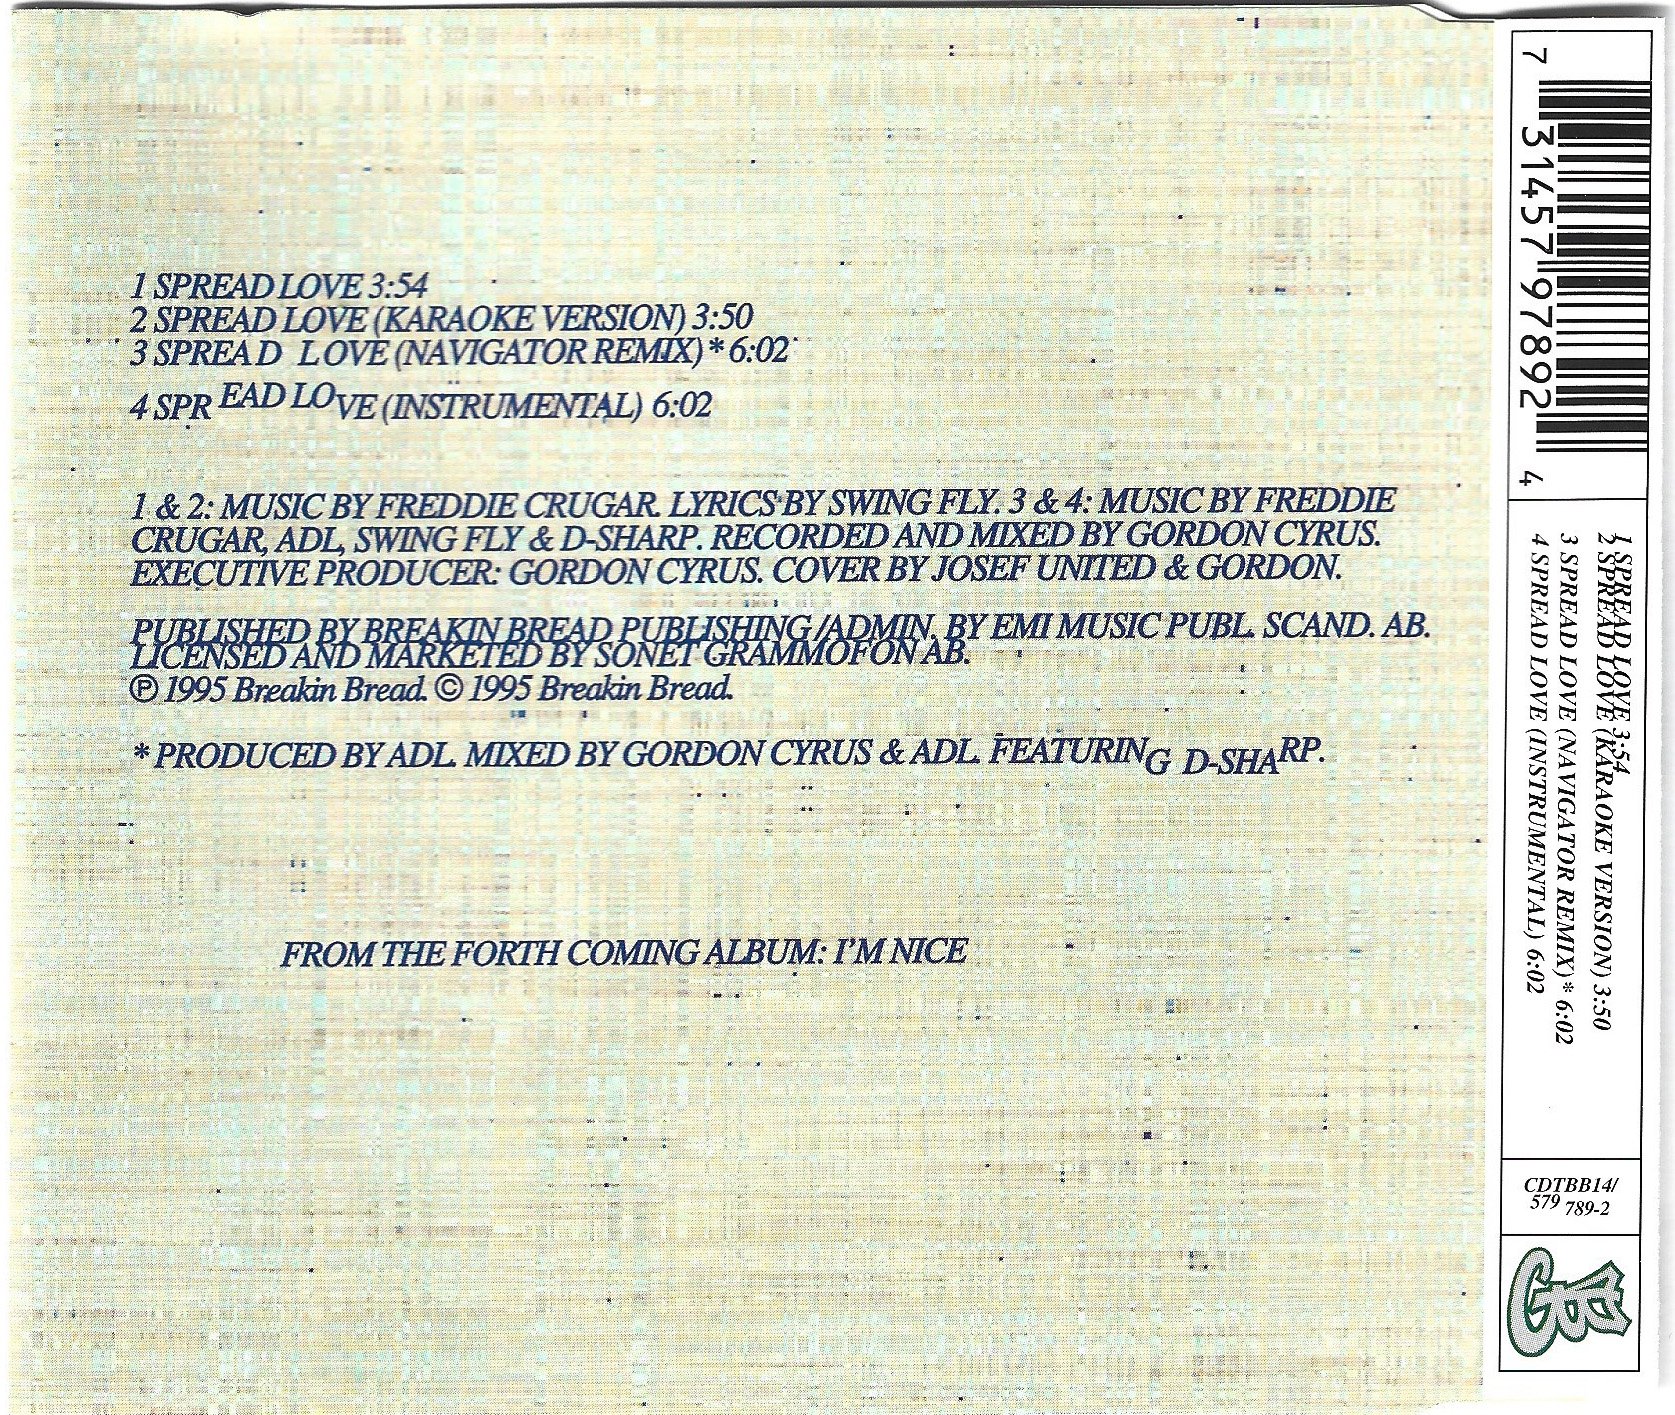 1 SPREAD LOVE 3:54
2 SPREAD LOVE (KARAOKE VERSION) 3:50
3 SPREAD LOVE (NAVIGATOR REMIX) * 6:02
4 SPREAD LOVE (INSTRUMENTAL) 6:02
1 & 2: MUSIC BY FREDDIE CRUGAR. LYRICS BY SWING FLY. 3 & 4: MUSIC BY FREDDIE
CRUGAR, ADL, SWING FLY & D-SHARP. RECORDED AND MIXED BY GORDON CYRUS.
EXECUTIVE PRODUCER: GORDON CYRUS. COVER BY JOSEF UNITED & GORDON.
PUBLISHED BY BREAKIN BREAD PUBLISHING /ADMIN. BY EMI MUSIC PUBL. SCAND. AB.
LICENSED AND MARKETED BY SONET GRAMMOFON AB.
℗ 1995 Breakin Bread. © 1995 Breakin Bread.
* PRODUCED BY ADL. MIXED BY GORDON CYRUS & ADL. FEATURING D-SHARP.
FROM THE FORTH COMING ALBUM: I'M NICE
7 31457 97892 4
1 SPREAD LOVE 3:54
2 SPREAD LOVE (KARAOKE VERSION) 3:50
3 SPREAD LOVE (NAVIGATOR REMIX) * 6:02
4 SPREAD LOVE (INSTRUMENTAL) 6:02
CDTBB14/
579 789-2